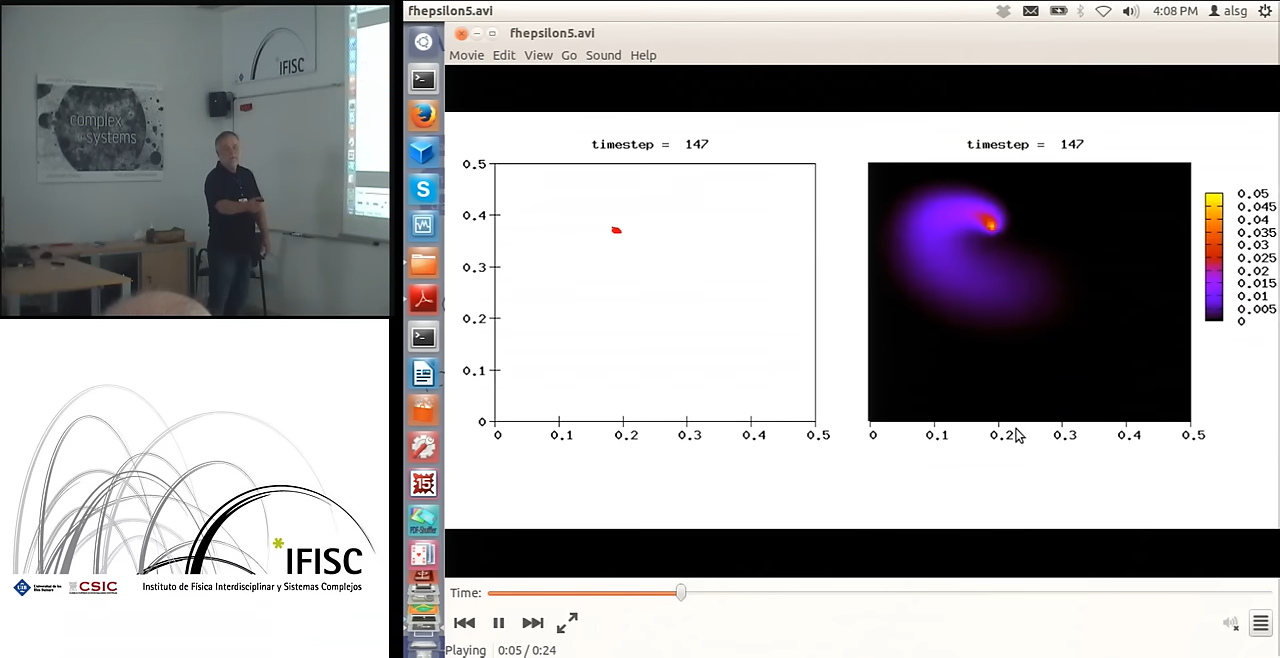 IFISC
complex
systems
fhepsilon5.avi
4:08 PM
alsg
fhepsilon5.avi
Movie Edit View Go Sound Help
timestep = 147
0.5
0.4
0.3
0.2
0.1
0
0 0.1 0.2 0.3 0.4 0.5
timestep = 147
0 0.1 0.2 0.3 0.4 0.5
0.05
0.045
0.04
0.035
0.03
0.025
0.02
0.015
0.01
0.005
0
S
15
PDF-Shuffler
Time:
Playing 0:05 / 0:24
IFISC
UIB
CSIC
Instituto de Física Interdisciplinar y Sistemas Complejos